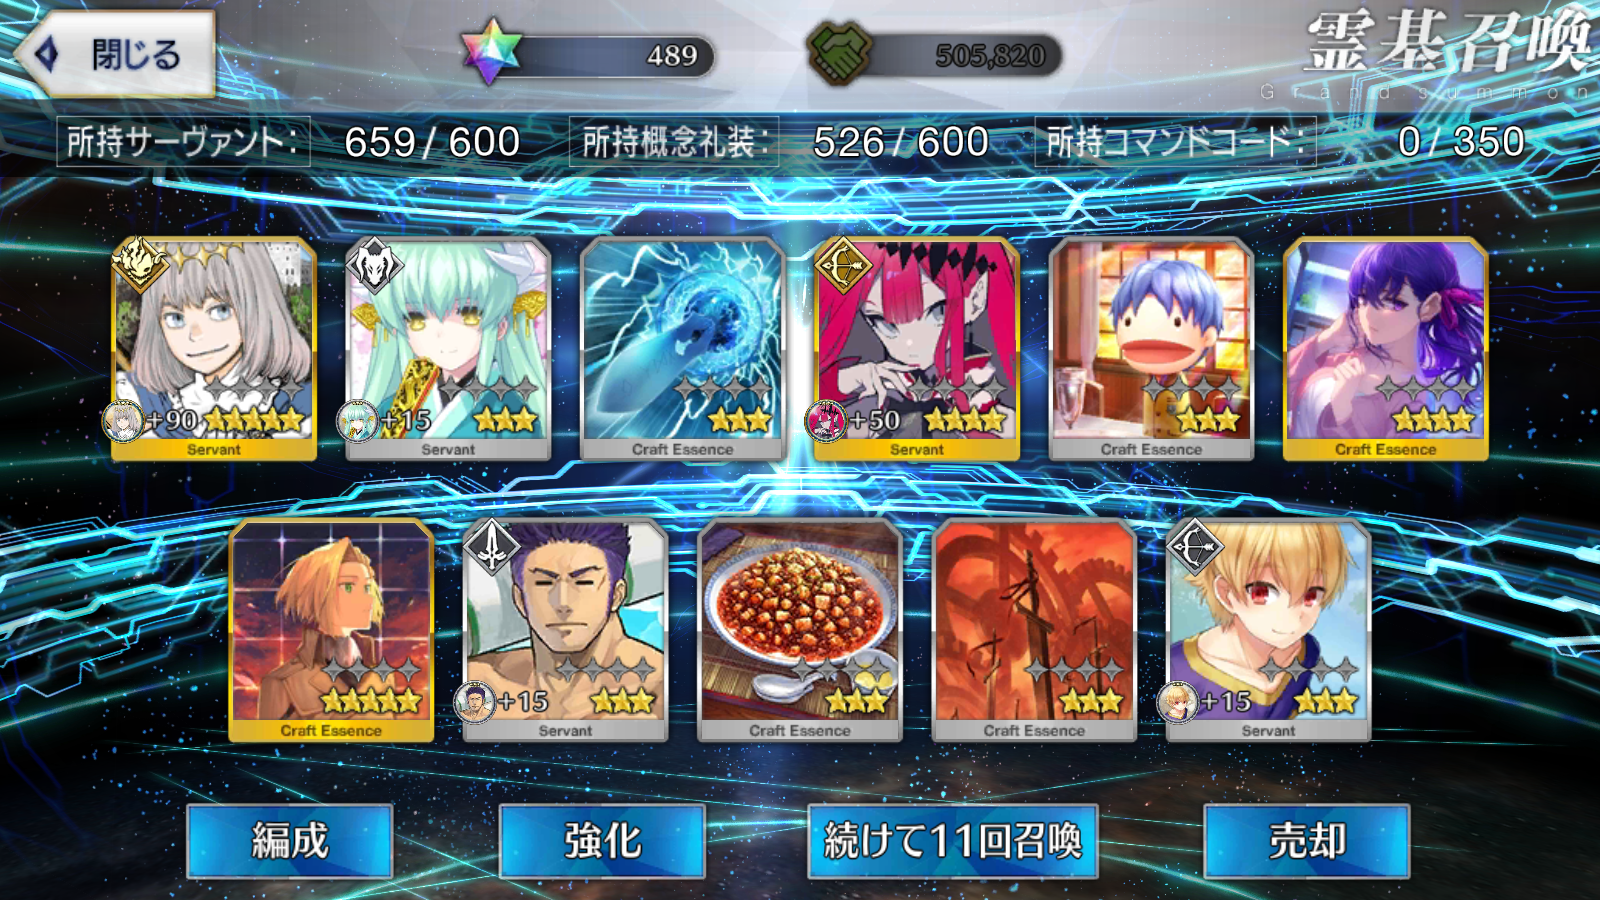 閉じる
489
505,820
霊基召喚
Grand summon
所持サーヴァント: 659/600
所持概念礼装: 526/600
所持コマンドコード: 0/350
+90
Servant
+15
Servant
Craft Essence
+50
Servant
Craft Essence
Craft Essence
Craft Essence
+15
Servant
Craft Essence
Craft Essence
+15
Servant
編成
強化
続けて11回召喚
売却